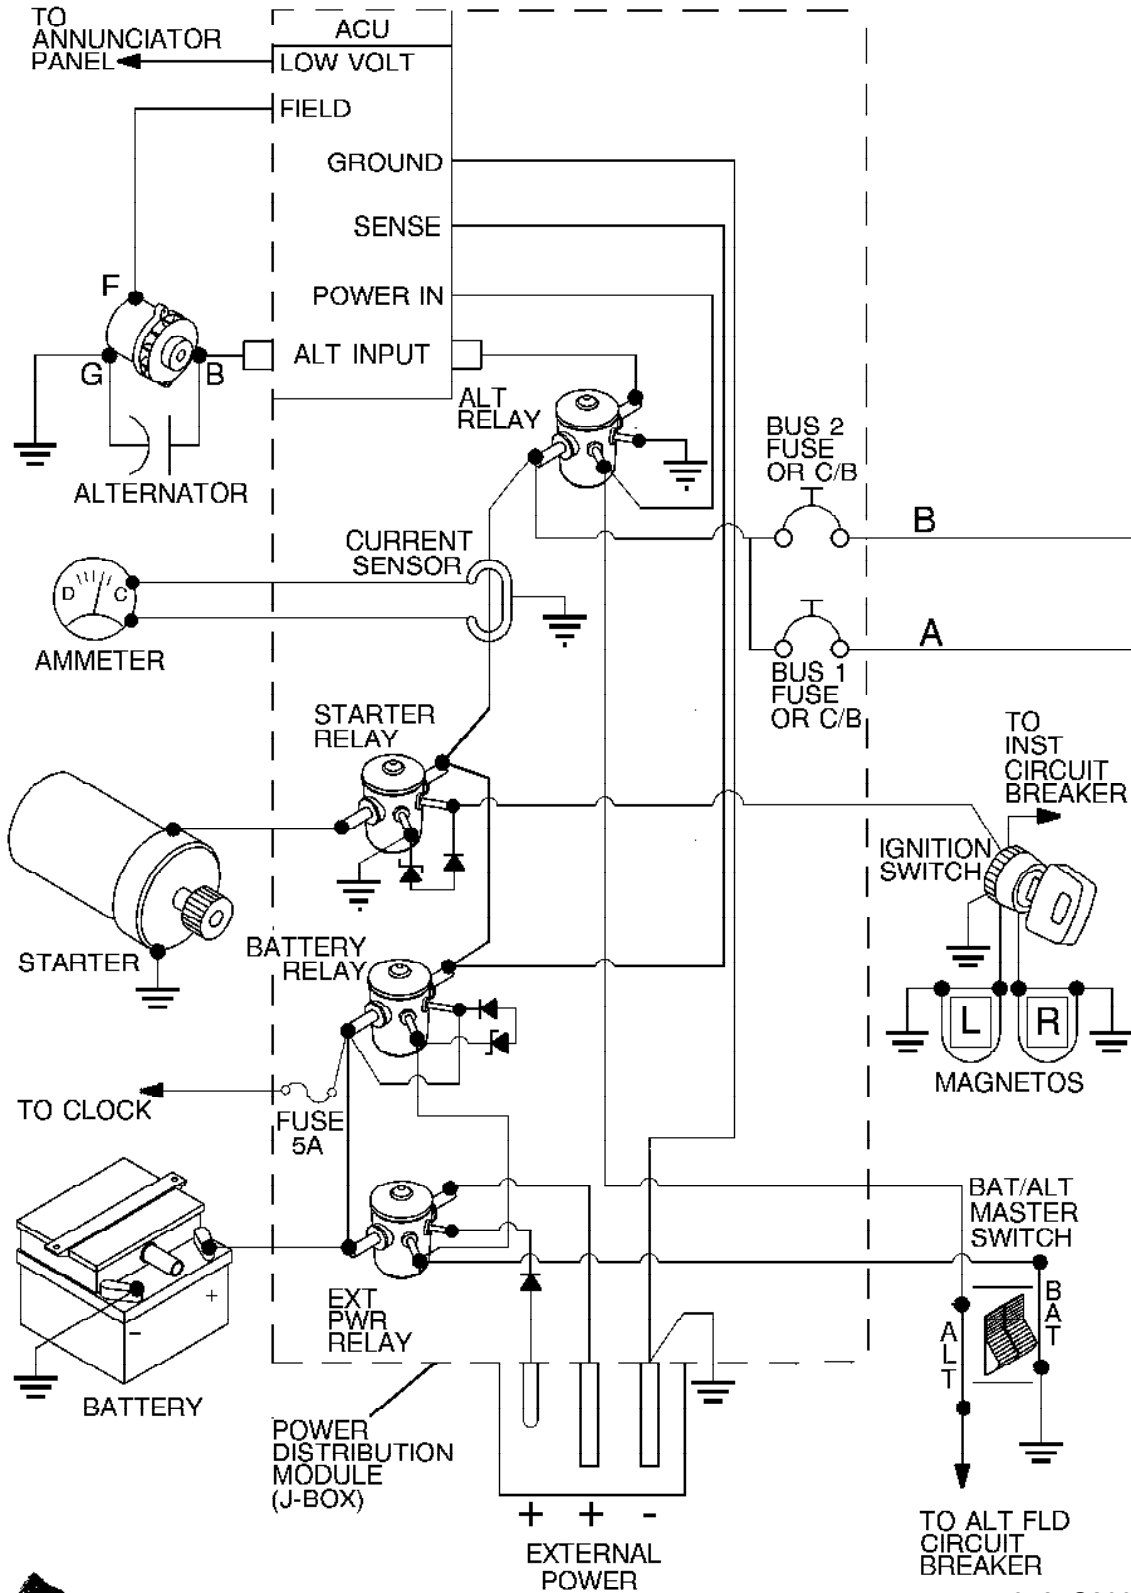 TO
ANNUNCIATOR
PANEL
ACU
LOW VOLT
FIELD
GROUND
SENSE
POWER IN
ALT INPUT
F
G
B
ALTERNATOR
ALT
RELAY
BUS 2
FUSE
OR C/B
B
CURRENT
SENSOR
D
C
AMMETER
A
BUS 1
FUSE
OR C/B
STARTER
RELAY
TO
INST
CIRCUIT
BREAKER
IGNITION
SWITCH
STARTER
BATTERY
RELAY
L
R
MAGNETOS
TO CLOCK
FUSE
5A
BAT/ALT
MASTER
SWITCH
BAT
ALT
+
-
BATTERY
EXT
PWR
RELAY
POWER
DISTRIBUTION
MODULE
(J-BOX)
+ + -
EXTERNAL
POWER
TO ALT FLD
CIRCUIT
BREAKER